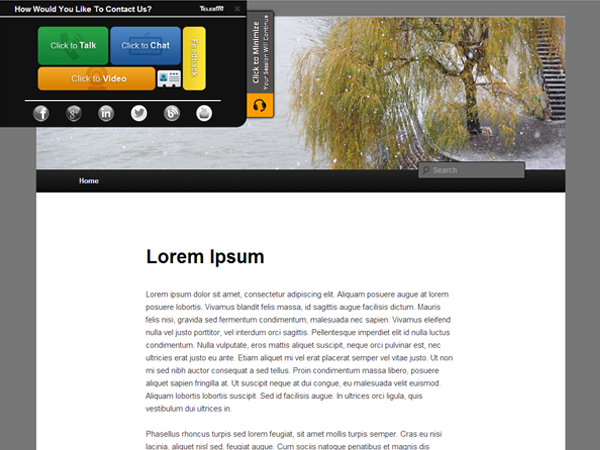 How Would You Like To Contact Us?
Click to Talk
Click to Chat
Feedback
Click to Video
Click to Minimize
Your Session Will Continue
Search
Home
Lorem Ipsum
Lorem ipsum dolor sit amet, consectetur adipiscing elit. Aliquam posuere augue at lorem
posuere lobortis. Vivamus blandit felis massa, id sagittis augue facilisis dictum. Mauris
felis nisi, gravida sed fermentum condimentum, malesuada nec sapien. Vivamus eleifend
nulla vel justo porttitor, vel interdum orci sagittis. Pellentesque imperdiet elit id nulla luctus
condimentum. Nulla vulputate, eros mattis aliquet suscipit, neque orci pulvinar est, nec
ultricies erat justo eu ante. Etiam aliquet mi vel erat placerat semper vel vitae justo. Ut non
mi sed nibh auctor consequat a sed tellus. Proin condimentum massa libero, posuere
aliquet sapien fringilla at. Ut suscipit neque at dui congue, eu malesuada velit euismod.
Aliquam lobortis lobortis suscipit. Sed id facilisis augue. In ultrices orci ligula, quis
vestibulum dui ultrices in.
Phasellus rhoncus turpis sed lorem feugiat, sit amet mollis turpis semper. Cras eu nisi
lacinia, aliquet nisl sed, feugiat augue. Cum sociis natoque penatibus et magnis dis